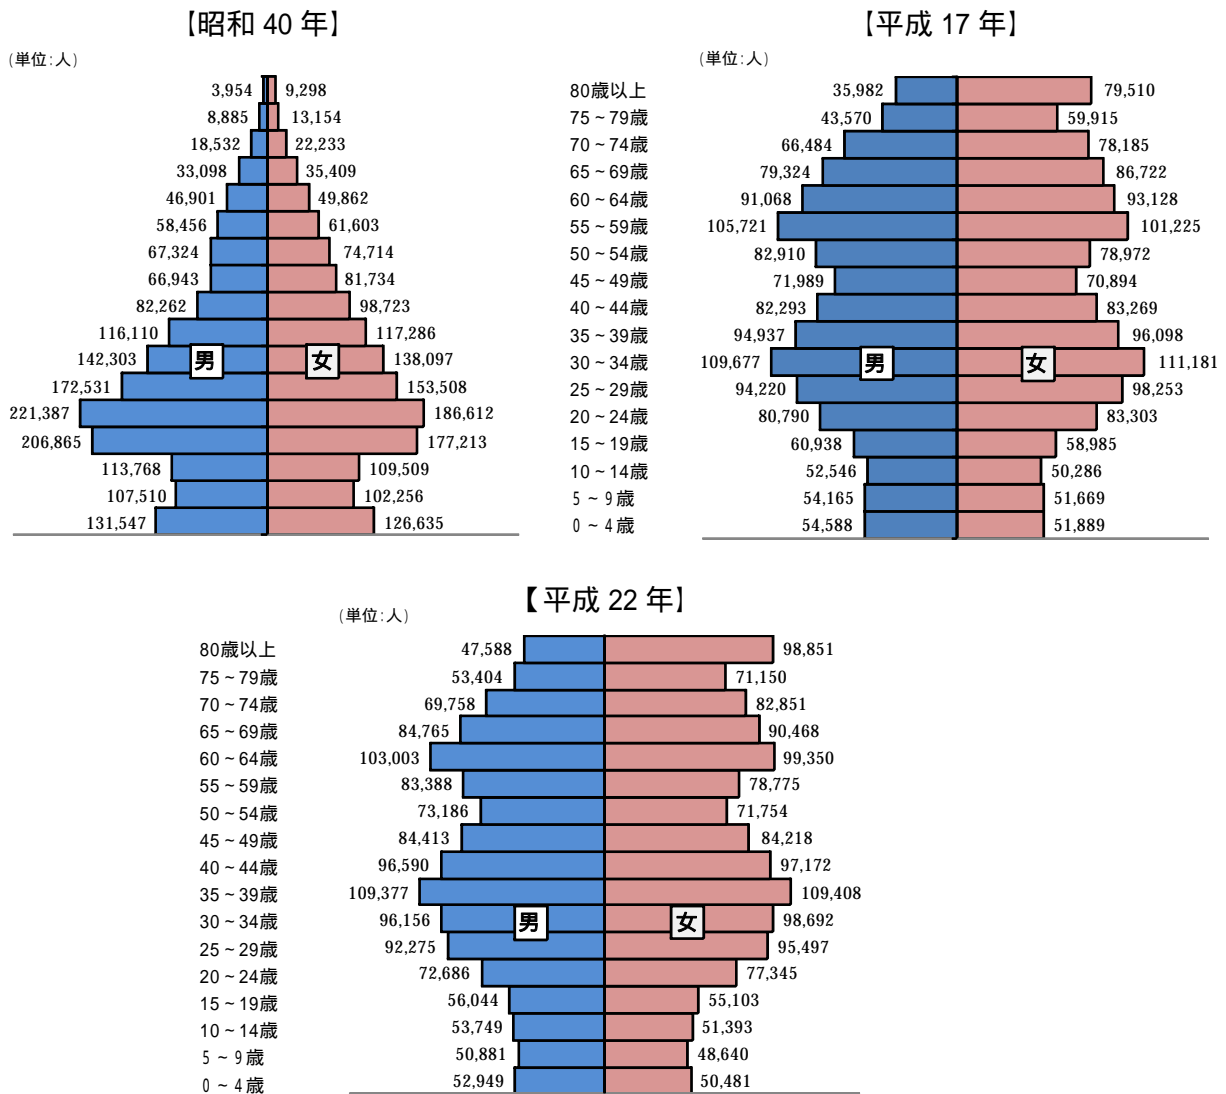 【昭和 40 年】
(単位:人)
3,954 9,298
8,885 13,154
18,532 22,233
33,098 35,409
46,901 49,862
58,456 61,603
67,324 74,714
66,943 81,734
82,262 98,723
116,110 117,286
142,303 男 女 138,097
172,531 153,508
221,387 186,612
206,865 177,213
113,768 109,509
107,510 102,256
131,547 126,635
【平成 17 年】
(単位:人)
80歳以上 35,982 79,510
75~79歳 43,570 59,915
70~74歳 66,484 78,185
65~69歳 79,324 86,722
60~64歳 91,068 93,128
55~59歳 105,721 101,225
50~54歳 82,910 78,972
45~49歳 71,989 70,894
40~44歳 82,293 83,269
35~39歳 94,937 96,098
30~34歳 109,677 男 女 111,181
25~29歳 94,220 98,253
20~24歳 80,790 83,303
15~19歳 60,938 58,985
10~14歳 52,546 50,286
5~9歳 54,165 51,669
0~4歳 54,588 51,889
【平成 22 年】
(単位:人)
80歳以上 47,588 98,851
75~79歳 53,404 71,150
70~74歳 69,758 82,851
65~69歳 84,765 90,468
60~64歳 103,003 99,350
55~59歳 83,388 78,775
50~54歳 73,186 71,754
45~49歳 84,413 84,218
40~44歳 96,590 97,172
35~39歳 109,377 109,408
30~34歳 96,156 男 女 98,692
25~29歳 92,275 95,497
20~24歳 72,686 77,345
15~19歳 56,044 55,103
10~14歳 53,749 51,393
5~9歳 50,881 48,640
0~4歳 52,949 50,481